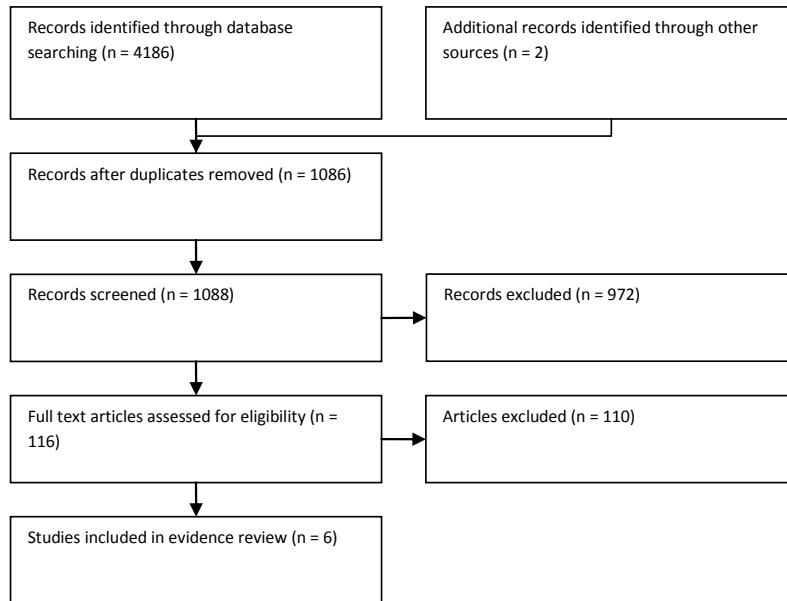 Records identified through database
searching (n = 4186)
Additional records identified through other
sources (n = 2)
Records after duplicates removed (n = 1086)
Records screened (n = 1088)
Records excluded (n = 972)
Full text articles assessed for eligibility (n =
116)
Articles excluded (n = 110)
Studies included in evidence review (n = 6)